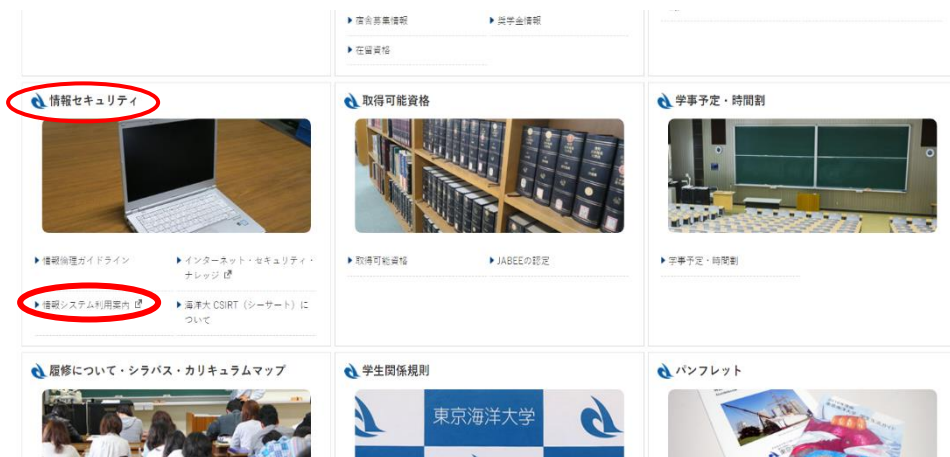 宿舎募集情報
奨学金情報
在留資格
情報セキュリティ
取得可能資格
学事予定・時間割
情報倫理ガイドライン
インターネット・セキュリティ・
ナレッジ
取得可能資格
JABEEの認定
学事予定・時間割
情報システム利用案内
海洋大 CSIRT（シーサート）に
ついて
履修について・シラバス・カリキュラムマップ
学生関係規則
パンフレット
東京海洋大学